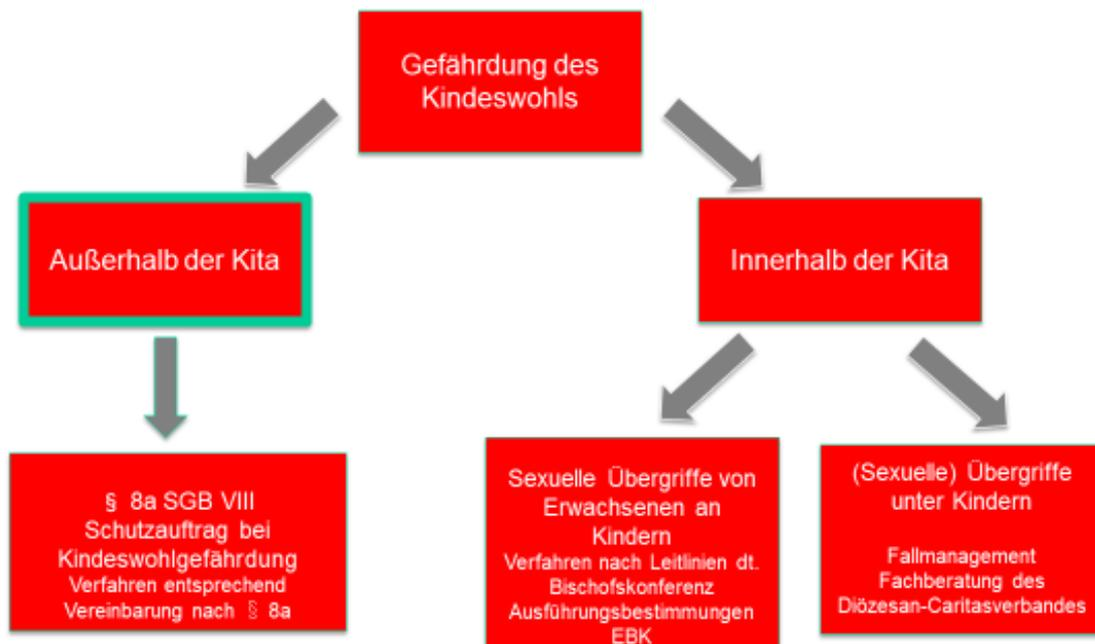 Gefährdung des
Kindeswohls
Außerhalb der Kita
Innerhalb der Kita
§ 8a SGB VIII
Schutzauftrag bei
Kindeswohlgefährdung
Verfahren entsprechend
Vereinbarung nach § 8a
Sexuelle Übergriffe von
Erwachsenen an
Kindern
Verfahren nach Leitlinien dt.
Bischofskonferenz
Ausführungsbestimmungen
EBK
(Sexuelle) Übergriffe
unter Kindern
Fallmanagement
Fachberatung des
Diözesan-Caritasverbandes